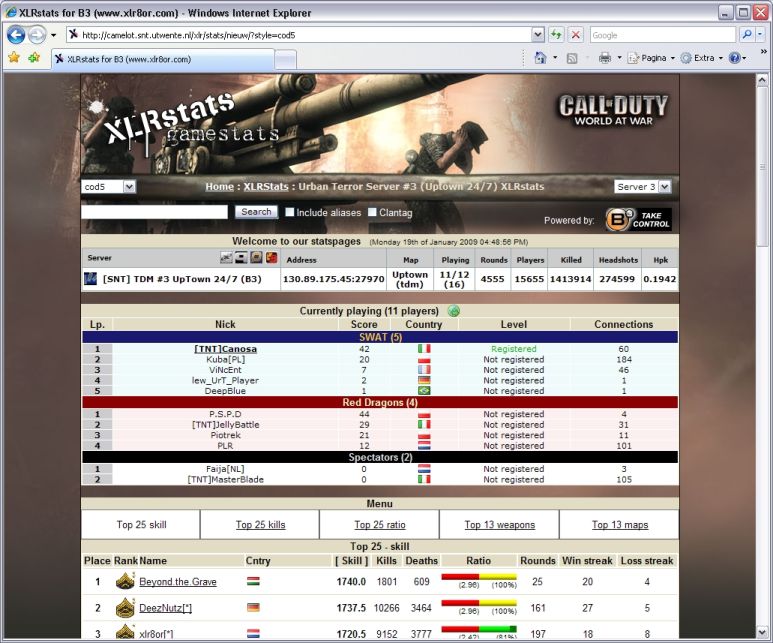 XLRstats for B3 (www.xlr8or.com) - Windows Internet Explorer
http://camelot.snt.utwente.nl/xlr/stats/nieuw/?style=cod5
Google
XLRstats for B3 (www.xlr8or.com)
Pagina
Extra
XLRstats
gamestats
CALL OF DUTY
WORLD AT WAR
cod5
Home : XLRStats : Urban Terror Server #3 (Uptown 24/7) XLRstats
Server 3
Search
Include aliases
Clantag
Powered by:
B3 TAKE CONTROL
Welcome to our statspages (Monday 19th of January 2009 04:48:56 PM)
Server Address Map Playing Rounds Players Killed Headshots Hpk
[SNT] TDM #3 UpTown 24/7 (B3) 130.89.175.45:27970 Uptown (tdm) 11/12 (16) 4555 15655 1413914 274599 0.1942
Currently playing (11 players)
Lp. Nick Score Country Level Connections
SWAT (5)
1 [TNT]Canosa 42 Registered 60
2 Kuba[PL] 20 Not registered 184
3 ViNcEnt 7 Not registered 46
4 lew_UrT_Player 2 Not registered 1
5 DeepBlue 1 Not registered 1
Red Dragons (4)
1 P.S.P.D 44 Not registered 4
2 [TNT]JellyBattle 29 Not registered 31
3 Piotrek 21 Not registered 11
4 PLR 12 Not registered 101
Spectators (2)
1 Faija[NL] 0 Not registered 3
2 [TNT]MasterBlade 0 Not registered 105
Menu
Top 25 skill Top 25 kills Top 25 ratio Top 13 weapons Top 13 maps
Top 25 - skill
Place Rank Name Cntry [ Skill ] Kills Deaths Ratio Rounds Win streak Loss streak
1 Beyond.the.Grave 1740.0 1801 609 (2.96) (100%) 25 20 4
2 DeezNutz[*] 1737.5 10266 3464 (2.96) (100%) 161 27 5
3 xlr8or[*] 1720.5 9152 3777 (2.42) (81%) 197 18 8